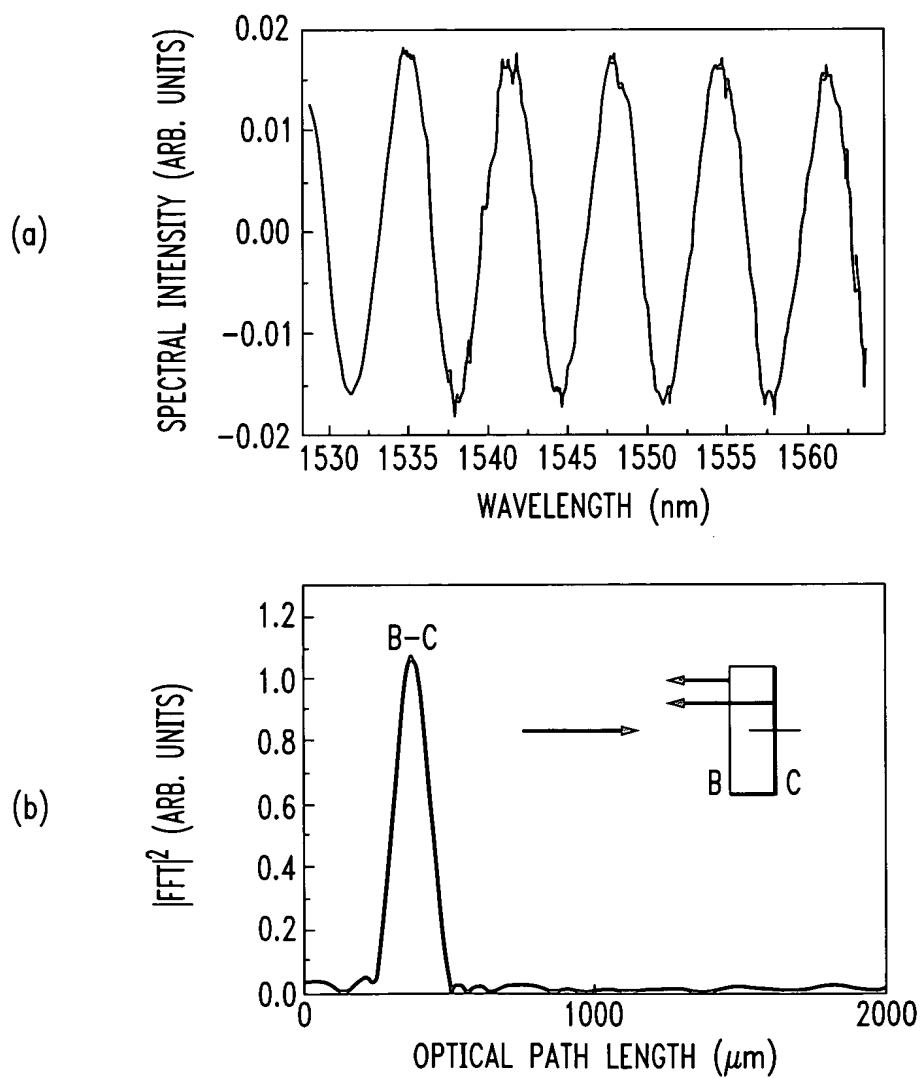 (a)
SPECTRAL INTENSITY (ARB. UNITS)
0.02
0.01
0.00
-0.01
-0.02
1530 1535 1540 1545 1550 1555 1560
WAVELENGTH (nm)
(b)
|FFT|² (ARB. UNITS)
1.2
1.0
0.8
0.6
0.4
0.2
0.0
B-C
B C
0 1000 2000
OPTICAL PATH LENGTH (μm)